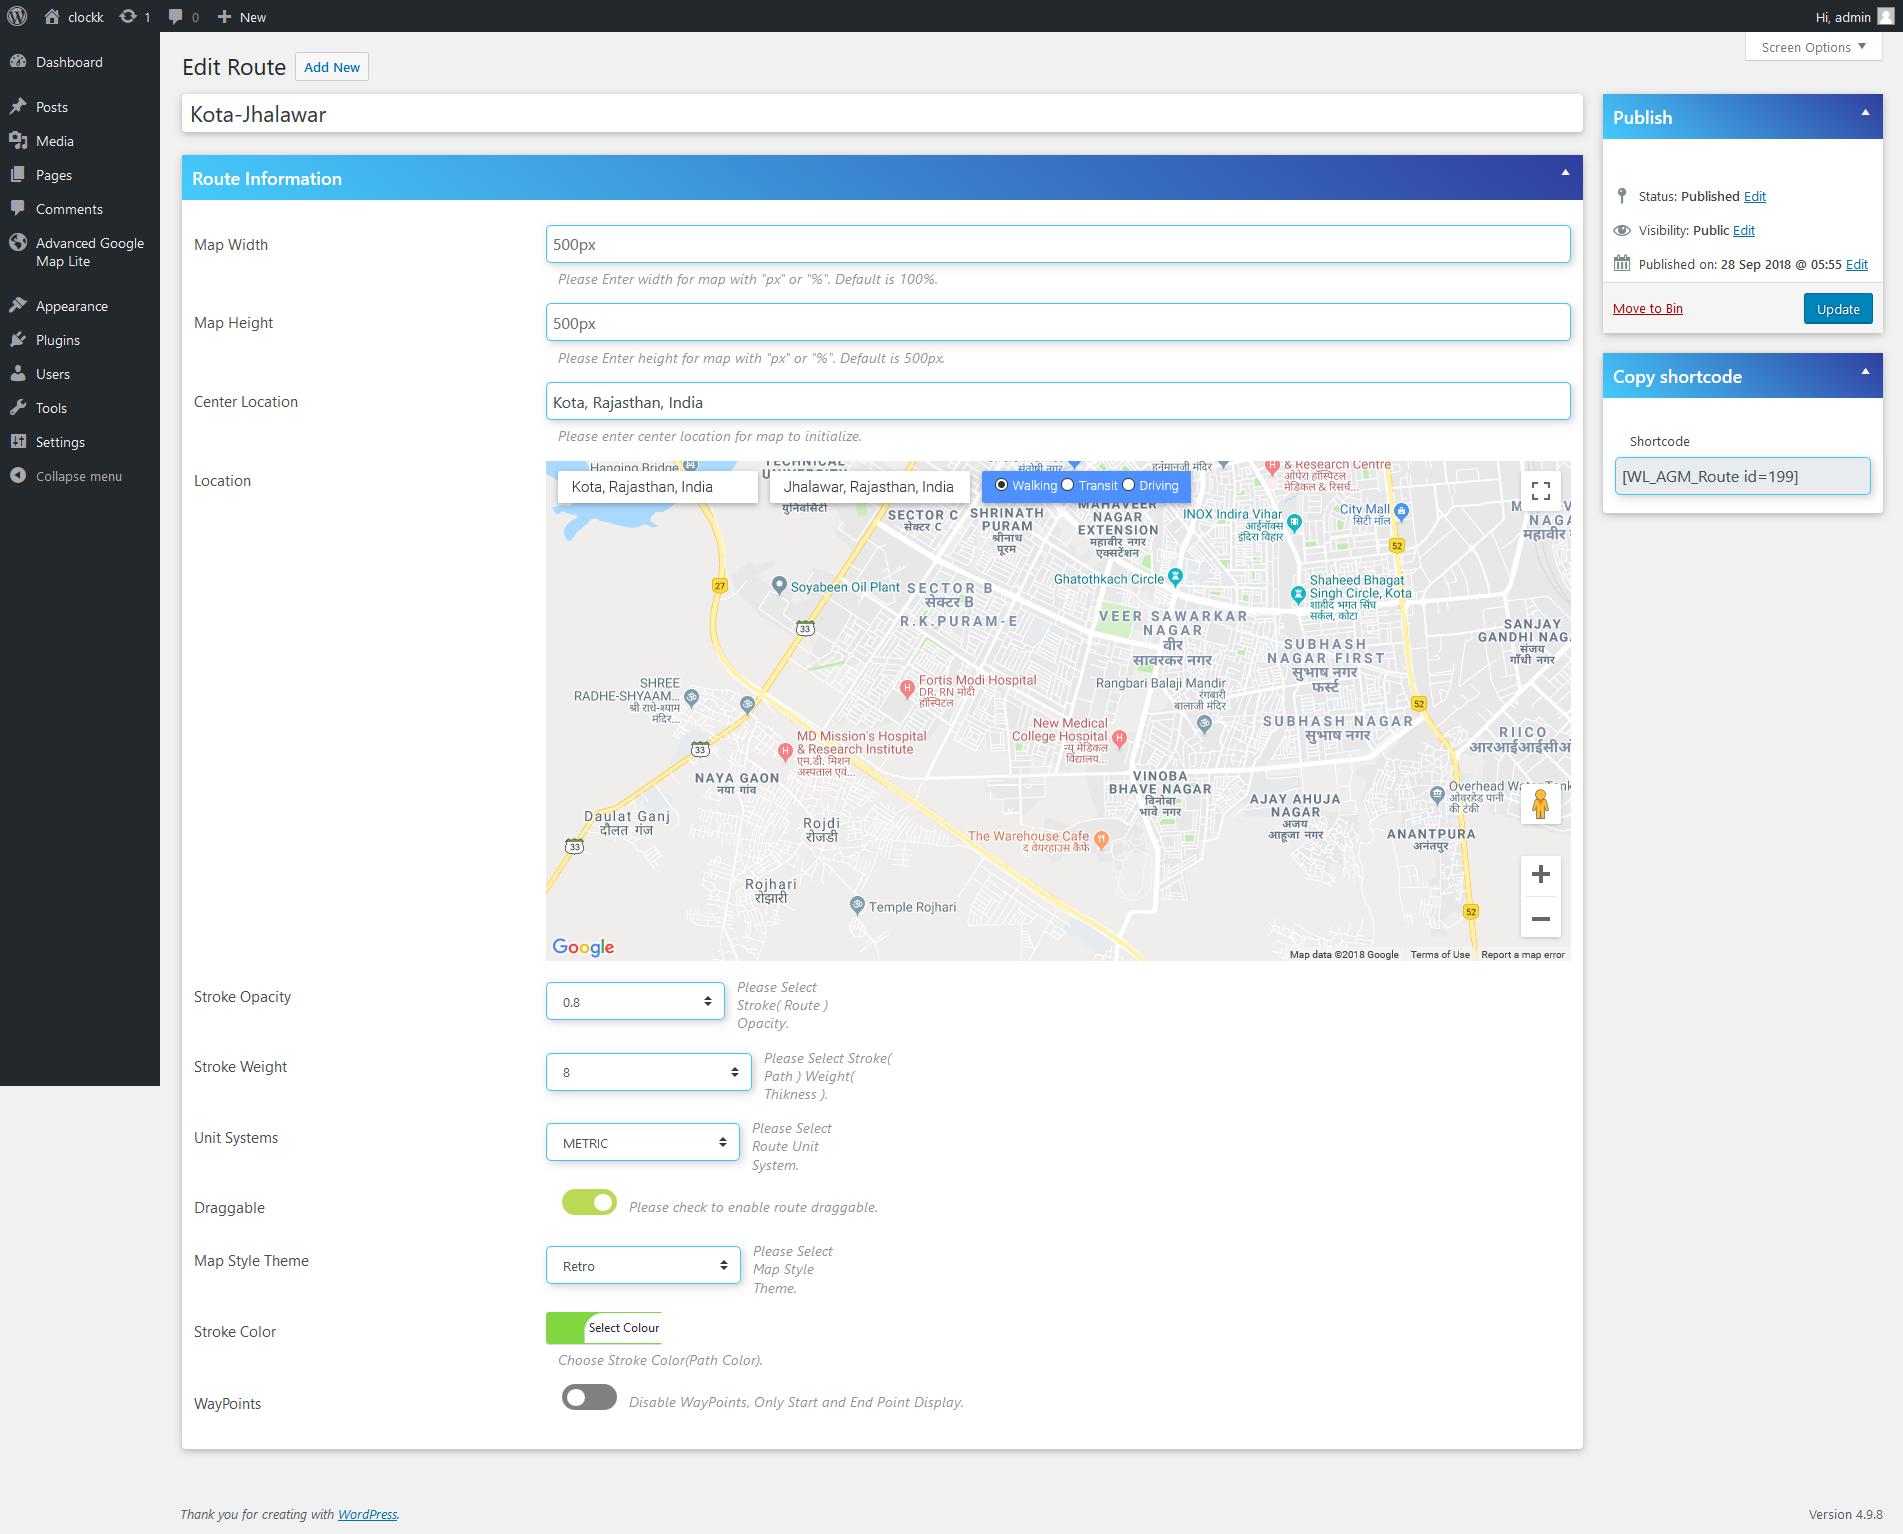 clockk
1
0
New
Hi, admin
Screen Options
Dashboard
Posts
Media
Pages
Comments
Advanced Google
Map Lite
Appearance
Plugins
Users
Tools
Settings
Collapse menu
Edit Route
Add New
Kota-Jhalawar
Route Information
Map Width
500px
Please Enter width for map with "px" or "%". Default is 100%.
Map Height
500px
Please Enter height for map with "px" or "%". Default is 500px.
Center Location
Kota, Rajasthan, India
Please enter center location for map to initialize.
Location
Hanging Bridge
Kota, Rajasthan, India
Jhalawar, Rajasthan, India
Walking
Transit
Driving
TECHNICAL
& Research Centre
ओपेरा हॉस्पिटल
SECTOR C
सेक्टर C
SHRINATH
PURAM
श्रीनाथ
पूरम
MAHAVEER
NAGAR
EXTENSION
महावीर नगर
एक्सटेंशन
INOX Indira Vihar
आईनॉक्स
इंदिरा विहार
City Mall
सिटी मॉल
52
27
Soyabeen Oil Plant
SECTOR B
सेक्टर B
R.K.PURAM-E
Ghatothkach Circle
Shaheed Bhagat
Singh Circle, Kota
शाहीद भगत सिंह
सर्कल, कोटा
33
VEER SAWARKAR
NAGAR
वीर
सावरकर नगर
SUBHASH
NAGAR FIRST
सुभाष नगर
फर्स्ट
SANJAY
GANDHI NAG
संजय
गाँधी नगर
SHREE
RADHE-SHYAAM...
श्री राधे-श्याम
मंदिर...
Fortis Modi Hospital
DR. RN मोदी
हॉस्पिटल
Rangbari Balaji Mandir
रंगबारी
बालाजी मंदिर
52
SUBHASH NAGAR
सुभाष नगर
New Medical
College Hospital
न्यू मेडिकल
विद्यालय...
RIICO
आरआईआईसीओ
33
MD Mission's Hospital
& Research Institute
एम.डी. मिशन
अस्पताल एवं...
NAYA GAON
नया गांव
VINOBA
BHAVE NAGAR
विनोबा
भावे नगर
AJAY AHUJA
NAGAR
अजय
आहूजा नगर
Overhead Water Tank
ओवरहेड पानी
की टंकी
Daulat Ganj
दौलत गंज
Rojdi
रोजडी
The Warehouse Cafe
द वेयरहाउस कैफे
ANANTPURA
अनंतपुर
33
Rojhari
रोझारी
Temple Rojhari
52
Google
Map data ©2018 Google
Terms of Use
Report a map error
Stroke Opacity
0.8
Please Select
Stroke( Route )
Opacity.
Stroke Weight
8
Please Select Stroke(
Path ) Weight(
Thikness ).
Unit Systems
METRIC
Please Select
Route Unit
System.
Draggable
Please check to enable route draggable.
Map Style Theme
Retro
Please Select
Map Style
Theme.
Stroke Color
Select Colour
Choose Stroke Color(Path Color).
WayPoints
Disable WayPoints, Only Start and End Point Display.
Publish
Status: Published Edit
Visibility: Public Edit
Published on: 28 Sep 2018 @ 05:55 Edit
Move to Bin
Update
Copy shortcode
Shortcode
[WL_AGM_Route id=199]
Thank you for creating with WordPress.
Version 4.9.8